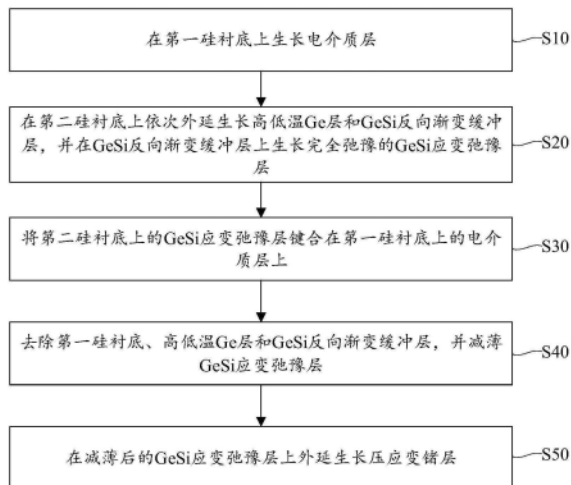 在第一硅衬底上生长电介质层
S10
在第二硅衬底上依次外延生长高低温Ge层和GeSi反向渐变缓冲
层，并在GeSi反向渐变缓冲层上生长完全弛豫的GeSi应变弛豫
层
S20
将第二硅衬底上的GeSi应变弛豫层键合在第一硅衬底上的电介
质层上
S30
去除第一硅衬底、高低温Ge层和GeSi反向渐变缓冲层，并减薄
GeSi应变弛豫层
S40
在减薄后的GeSi应变弛豫层上外延生长压应变锗层
S50